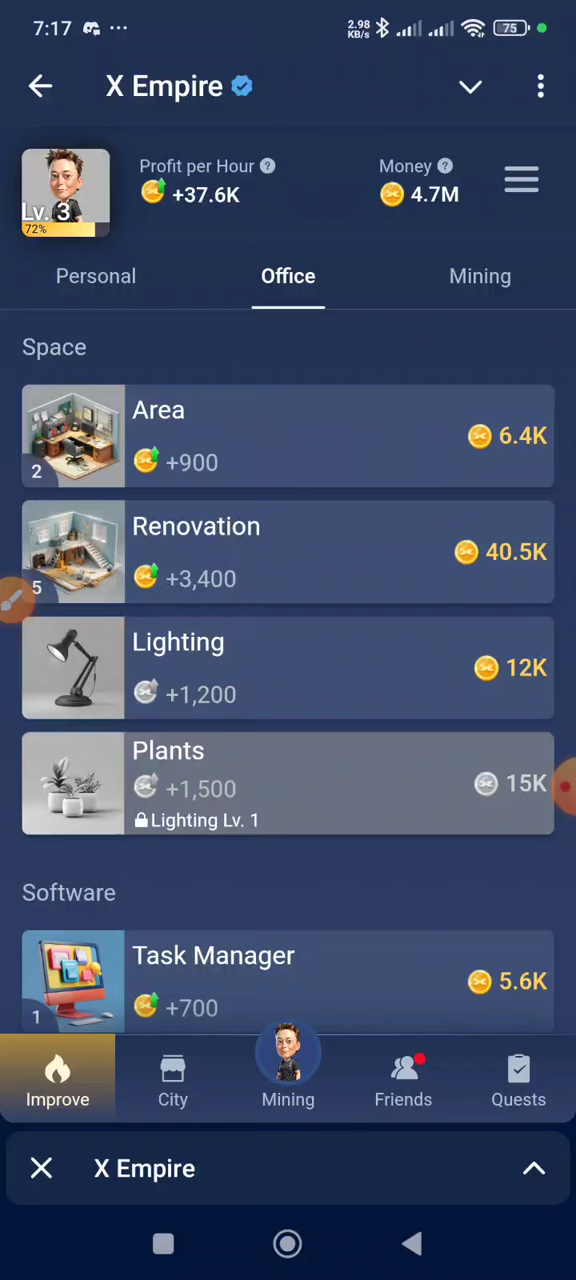 7:17 ... 2.98 KB/s 75
X Empire
Profit per Hour ? Money ?
+37.6K 4.7M
Lv. 3
72%
Personal Office Mining
Space
Area
+900 6.4K
2
Renovation
+3,400 40.5K
5
Lighting
+1,200 12K
Plants
+1,500 15K
Lighting Lv. 1
Software
Task Manager
+700 5.6K
1
Improve City Mining Friends Quests
X Empire